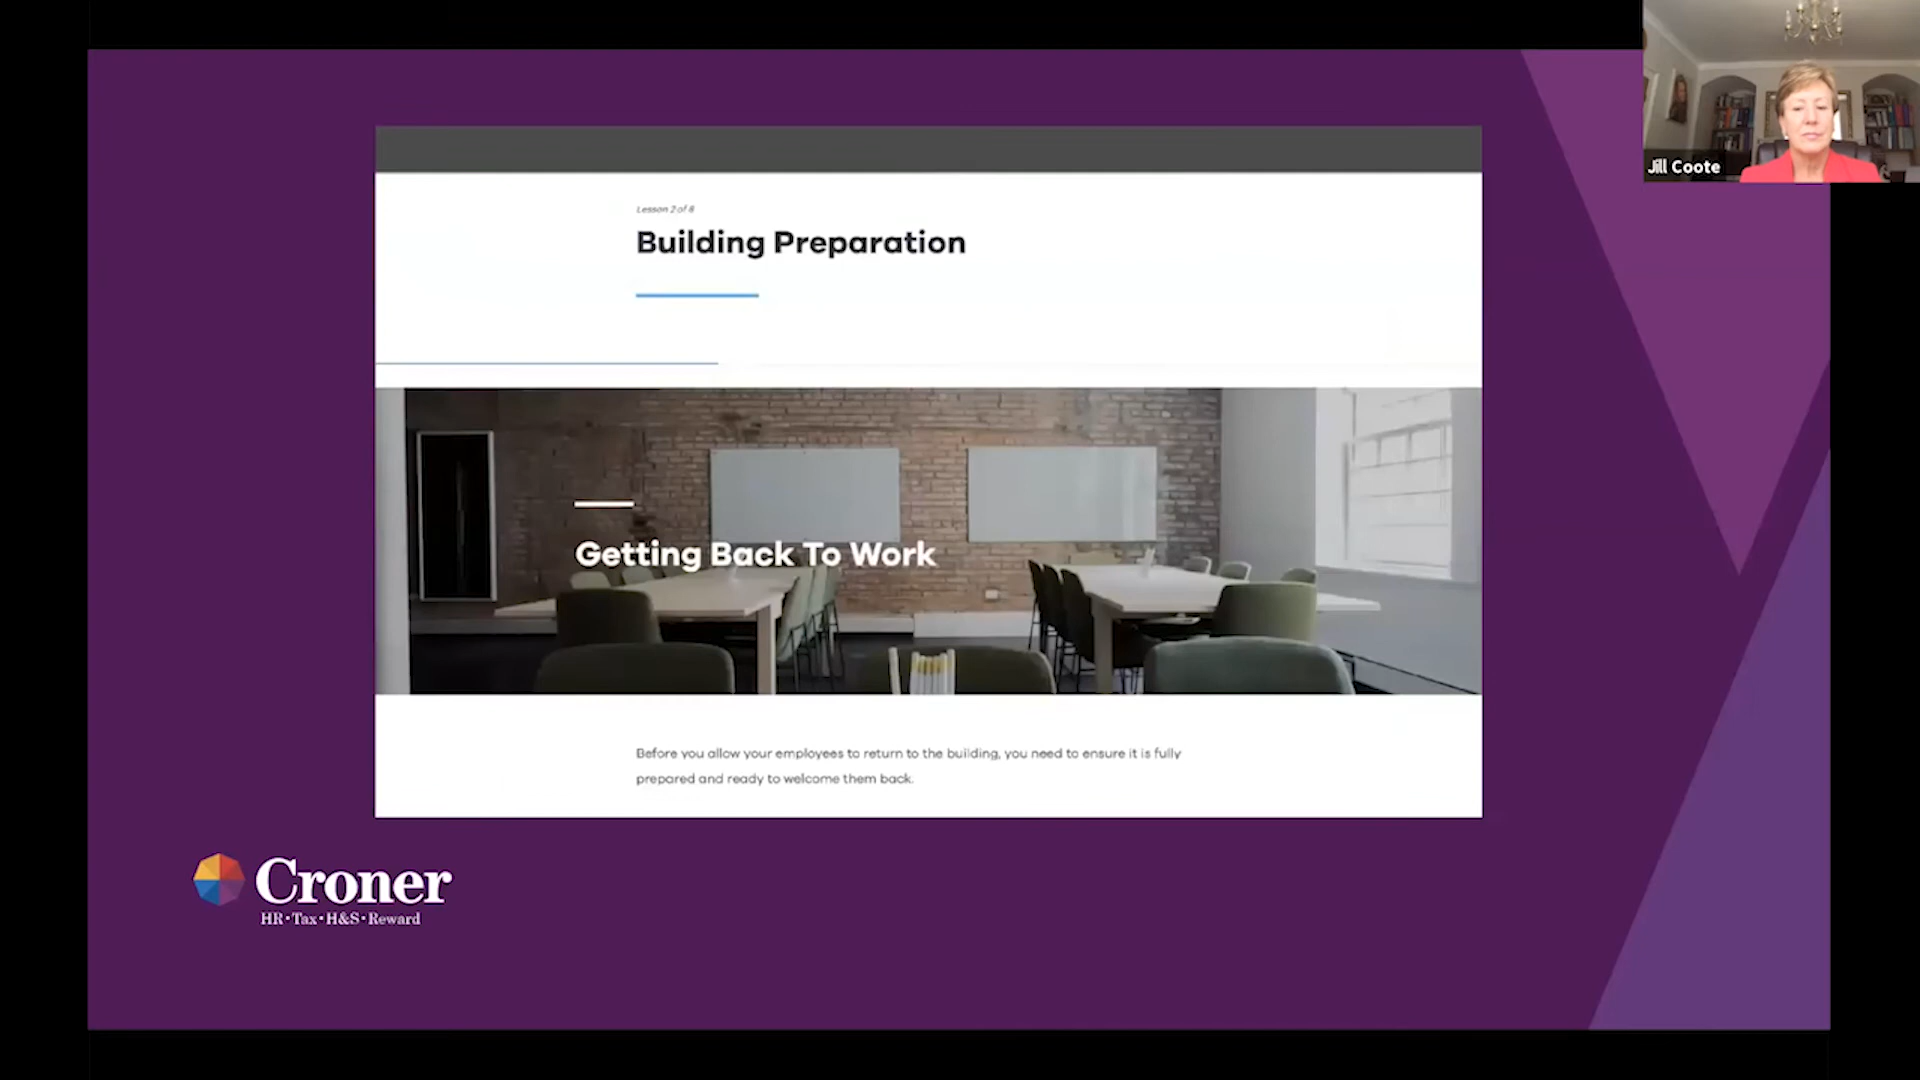 Jill Coote
Lesson 2 of 8
Building Preparation
Getting Back To Work
Before you allow your employees to return to the building, you need to ensure it is fully
prepared and ready to welcome them back.
Croner
HR•Tax•H&S•Reward